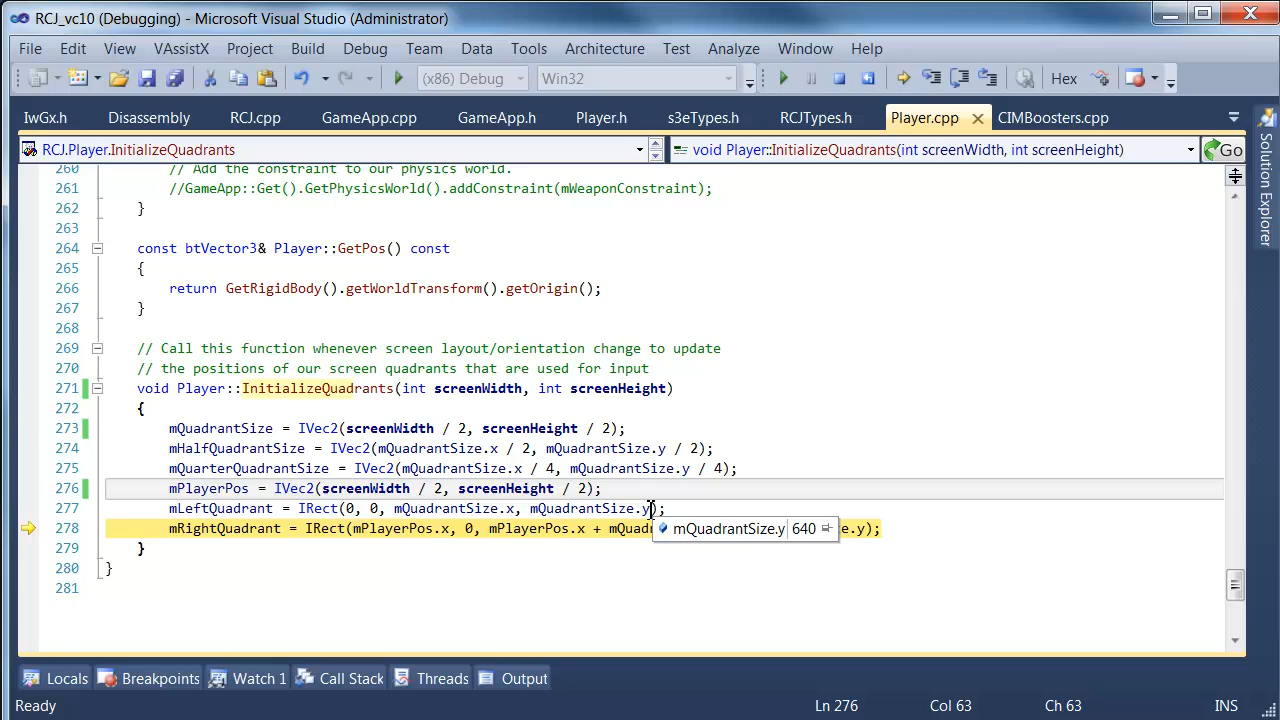 RCJ_vc10 (Debugging) - Microsoft Visual Studio (Administrator)
File Edit View VAssistX Project Build Debug Team Data Tools Architecture Test Analyze Window Help
(x86) Debug Win32 Hex
IwGx.h Disassembly RCJ.cpp GameApp.cpp GameApp.h Player.h s3eTypes.h RCJTypes.h Player.cpp CIMBoosters.cpp
RCJ.Player.InitializeQuadrants void Player::InitializeQuadrants(int screenWidth, int screenHeight) Go
Solution Explorer
260 // Add the constraint to our physics world.
261 //GameApp::Get().GetPhysicsWorld().addConstraint(mWeaponConstraint);
262 }
263
264 const btVector3& Player::GetPos() const
265 {
266 return GetRigidBody().getWorldTransform().getOrigin();
267 }
268
269 // Call this function whenever screen layout/orientation change to update
270 // the positions of our screen quadrants that are used for input
271 void Player::InitializeQuadrants(int screenWidth, int screenHeight)
272 {
273 mQuadrantSize = IVec2(screenWidth / 2, screenHeight / 2);
274 mHalfQuadrantSize = IVec2(mQuadrantSize.x / 2, mQuadrantSize.y / 2);
275 mQuarterQuadrantSize = IVec2(mQuadrantSize.x / 4, mQuadrantSize.y / 4);
276 mPlayerPos = IVec2(screenWidth / 2, screenHeight / 2);
277 mLeftQuadrant = IRect(0, 0, mQuadrantSize.x, mQuadrantSize.y);
278 mRightQuadrant = IRect(mPlayerPos.x, 0, mPlayerPos.x + mQuad mQuadrantSize.y 640 e.y);
279 }
280 }
281
Locals Breakpoints Watch 1 Call Stack Threads Output
Ready Ln 276 Col 63 Ch 63 INS